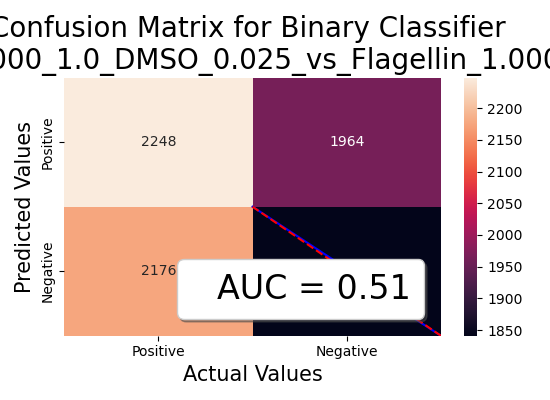 Confusion Matrix for Binary Classifier
000_1.0_DMSO_0.025_vs_Flagellin_1.000
Predicted Values
Positive
Negative
2248
1964
2176
AUC = 0.51
Positive
Negative
Actual Values
2200
2150
2100
2050
2000
1950
1900
1850